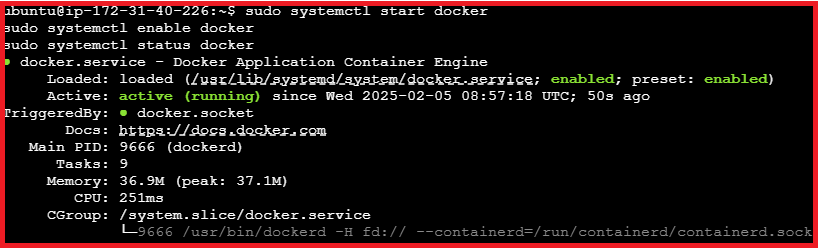 ubuntu@ip-172-31-40-226:~$ sudo systemctl start docker
sudo systemctl enable docker
sudo systemctl status docker
● docker.service - Docker Application Container Engine
Loaded: loaded (/usr/lib/systemd/system/docker.service; enabled; preset: enabled)
Active: active (running) since Wed 2025-02-05 08:57:18 UTC; 50s ago
TriggeredBy: ● docker.socket
Docs: https://docs.docker.com
Main PID: 9666 (dockerd)
Tasks: 9
Memory: 36.9M (peak: 37.1M)
CPU: 251ms
CGroup: /system.slice/docker.service
└─9666 /usr/bin/dockerd -H fd:// --containerd=/run/containerd/containerd.sock